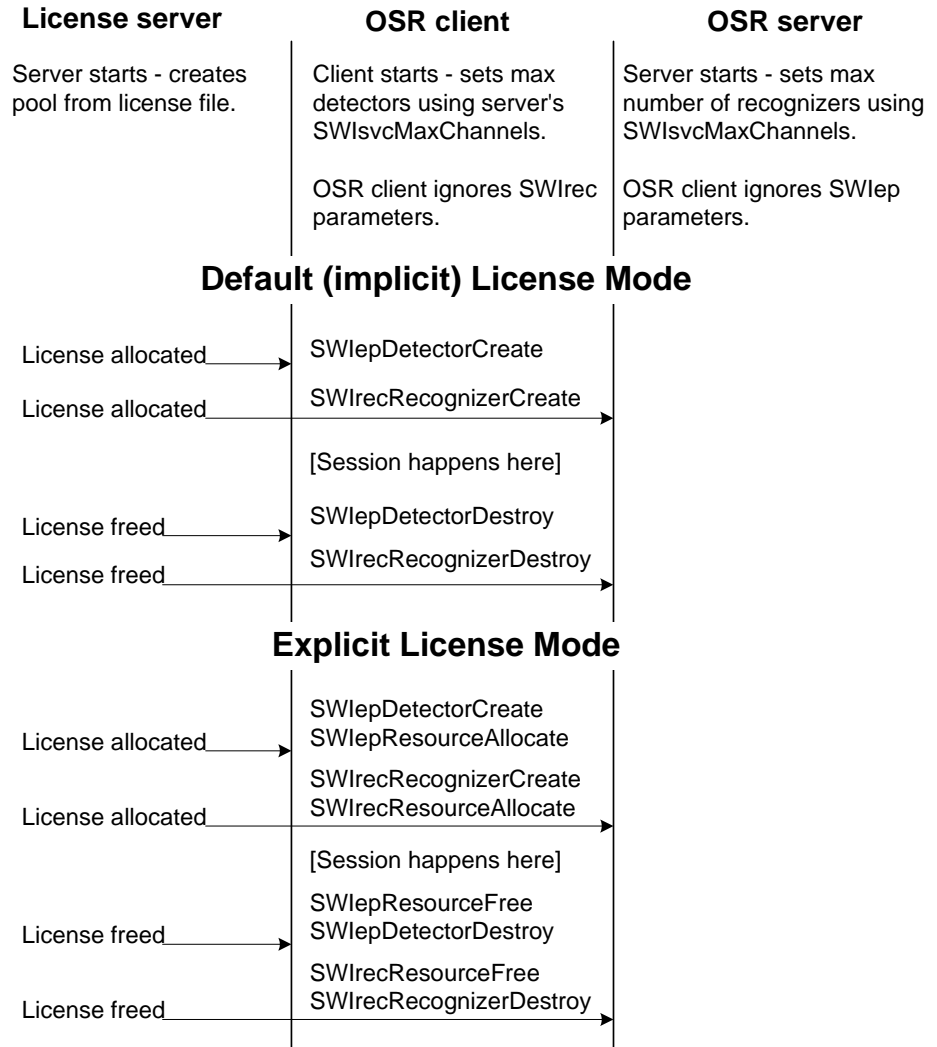 License server
OSR client
OSR server
Server starts - creates
pool from license file.
Client starts - sets max
detectors using server's
SWIsvcMaxChannels.
OSR client ignores SWIrec
parameters.
Server starts - sets max
number of recognizers using
SWIsvcMaxChannels.
OSR client ignores SWIep
parameters.
Default (implicit) License Mode
License allocated
SWIepDetectorCreate
License allocated
SWIrecRecognizerCreate
[Session happens here]
License freed
SWIepDetectorDestroy
License freed
SWIrecRecognizerDestroy
Explicit License Mode
SWIepDetectorCreate
License allocated
SWIepResourceAllocate
SWIrecRecognizerCreate
SWIrecResourceAllocate
License allocated
[Session happens here]
SWIepResourceFree
License freed
SWIepDetectorDestroy
SWIrecResourceFree
License freed
SWIrecRecognizerDestroy